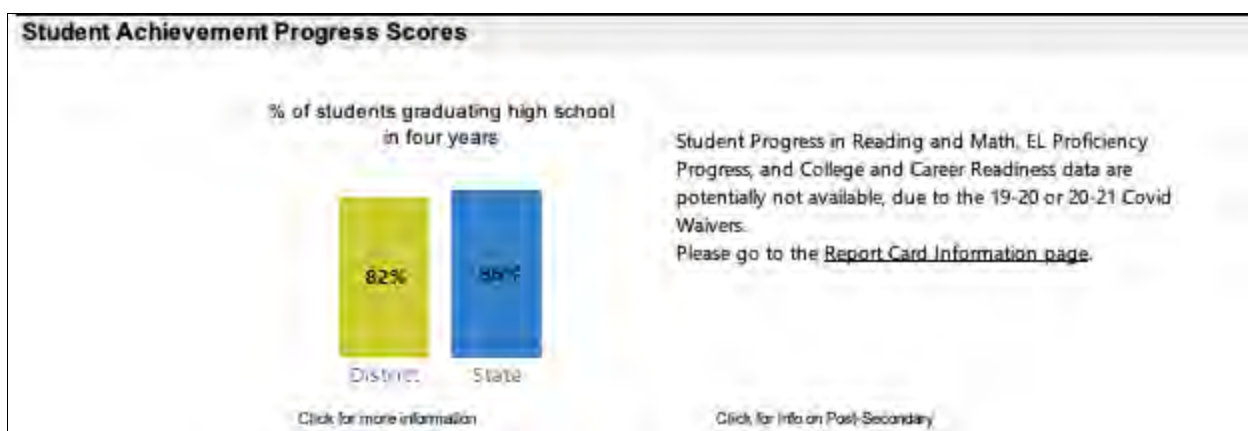 Student Achievement Progress Scores
% of students graduating high school
in four years
Student Progress in Reading and Math, EL Proficiency
Progress, and College and Career Readiness data are
potentially not available, due to the 19-20 or 20-21 Covid
Waivers.
Please go to the Report Card Information page.
82%
District
State
Click for more information
Click for Info on Post-Secondary